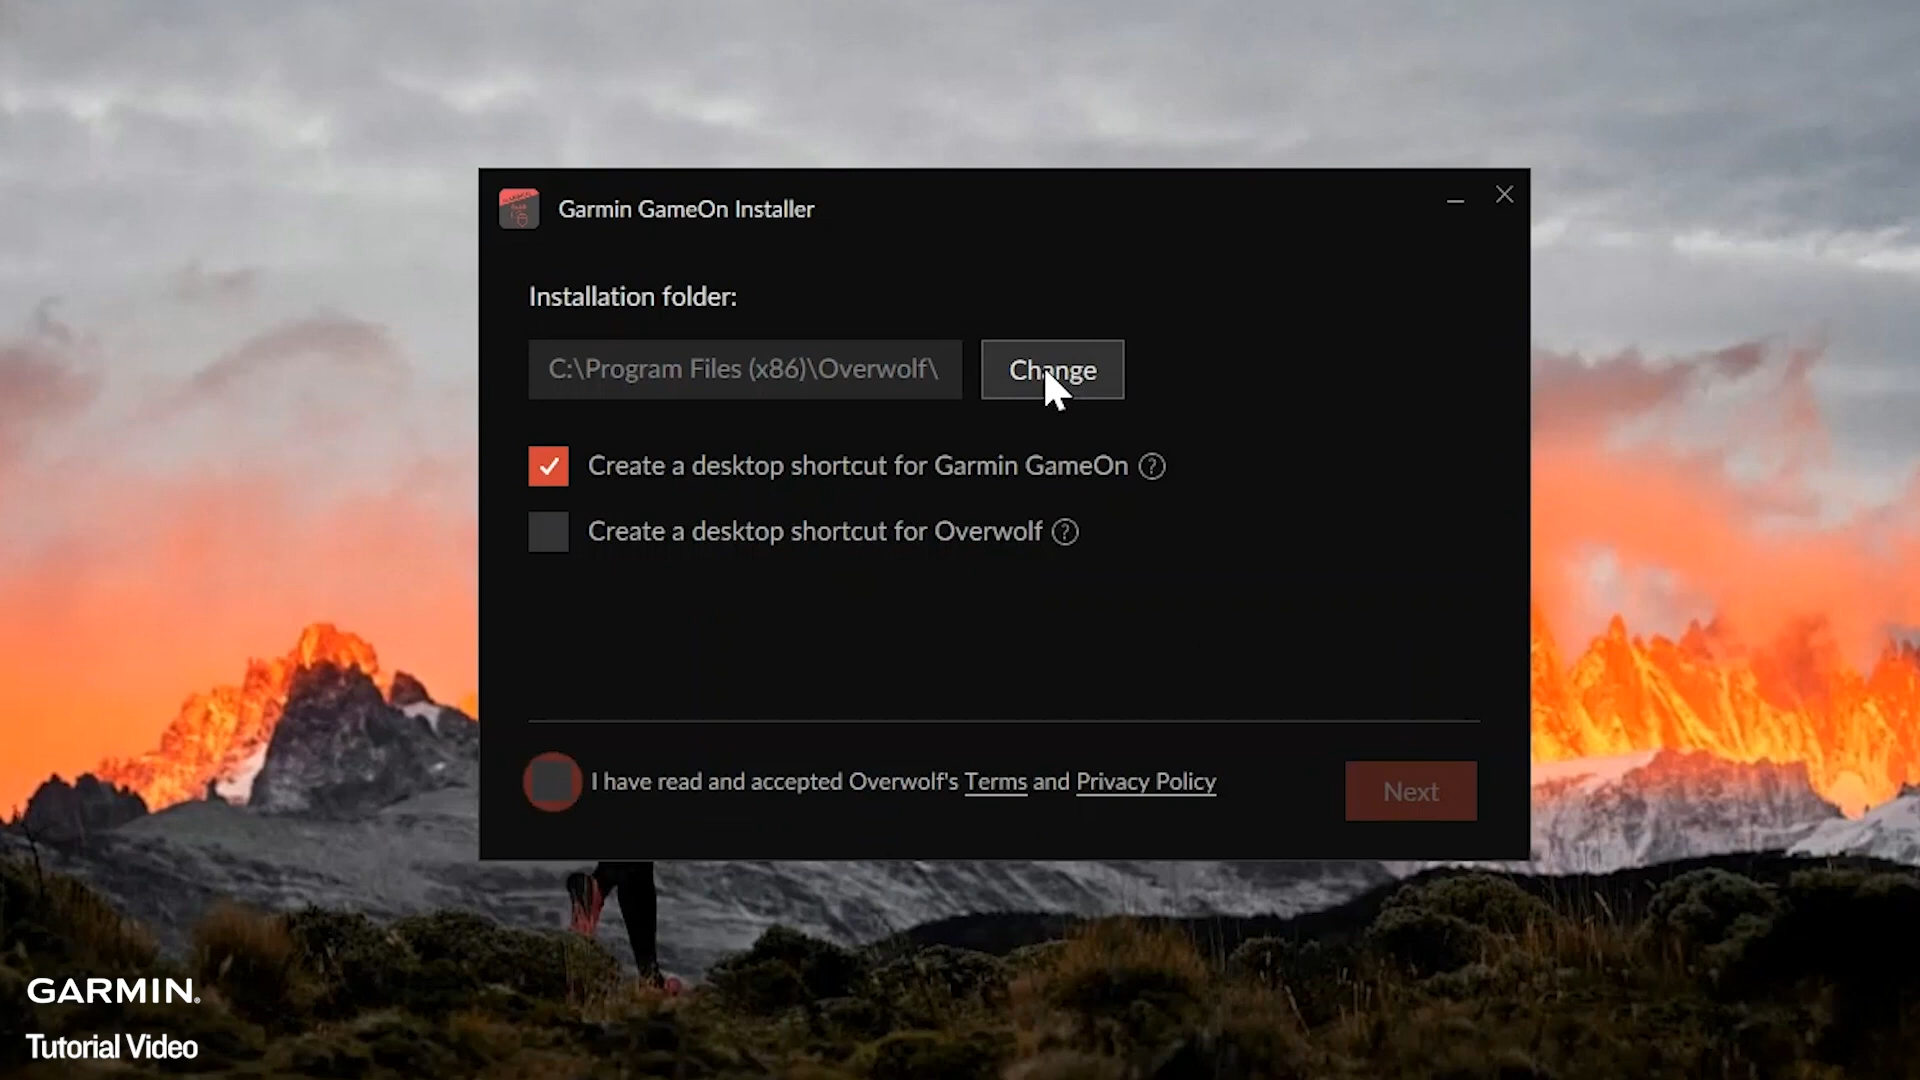 Garmin GameOn Installer
Installation folder:
C:\Program Files (x86)\Overwolf\
Change
Create a desktop shortcut for Garmin GameOn ?
Create a desktop shortcut for Overwolf ?
I have read and accepted Overwolf's Terms and Privacy Policy
Next
GARMIN.
Tutorial Video